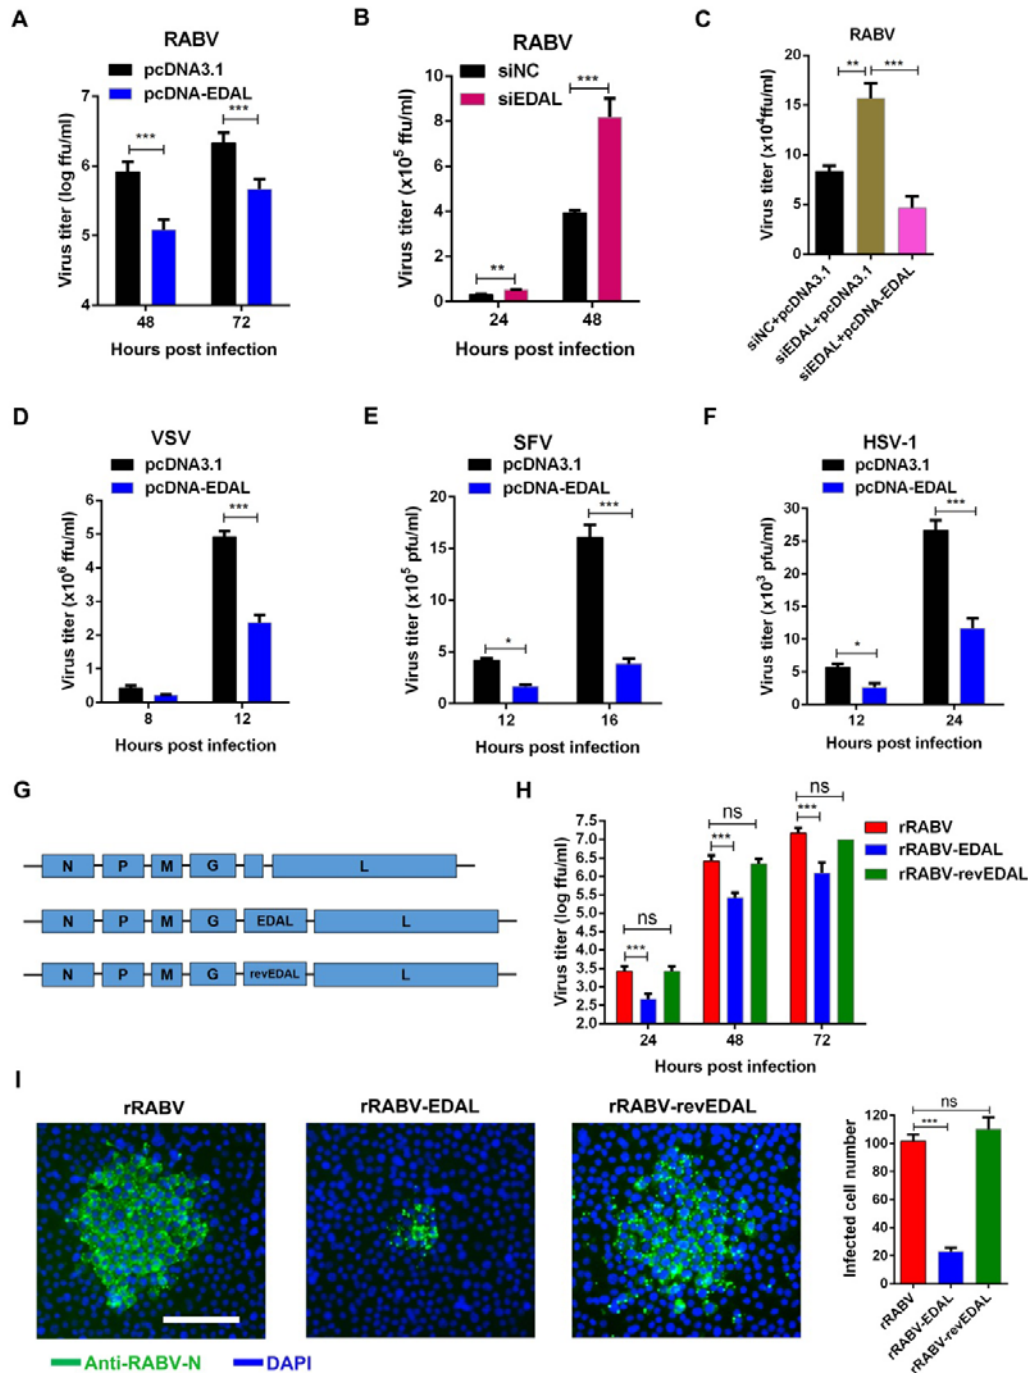 A
RABV
pcDNA3.1
pcDNA-EDAL
Virus titer (log ffu/ml)
7
6
5
4
***
***
48
72
Hours post infection
B
RABV
siNC
siEDAL
Virus titer (x10⁵ ffu/ml)
10
8
6
4
2
0
**
***
24
48
Hours post infection
C
RABV
Virus titer (x10⁴ffu/ml)
20
15
10
5
0
**
***
siNC+pcDNA3.1
siEDAL+pcDNA3.1
siEDAL+pcDNA-EDAL
D
VSV
pcDNA3.1
pcDNA-EDAL
Virus titer (x10⁶ ffu/ml)
6
5
4
3
2
1
0
***
8
12
Hours post infection
E
SFV
pcDNA3.1
pcDNA-EDAL
Virus titer (x10⁵ pfu/ml)
20
15
10
5
0
*
***
12
16
Hours post infection
F
HSV-1
pcDNA3.1
pcDNA-EDAL
Virus titer (x10³ pfu/ml)
30
25
20
15
10
5
0
*
***
12
24
Hours post infection
G
N P M G L
N P M G EDAL L
N P M G revEDAL L
H
rRABV
rRABV-EDAL
rRABV-revEDAL
Virus titer (log ffu/ml)
7.5
7.0
6.5
6.0
5.5
5.0
4.5
4.0
3.5
3.0
2.5
2.0
ns
***
ns
***
ns
***
24
48
72
Hours post infection
I
rRABV
rRABV-EDAL
rRABV-revEDAL
Anti-RABV-N
DAPI
Infected cell number
120
100
80
60
40
20
0
ns
***
rRABV
rRABV-EDAL
rRABV-revEDAL